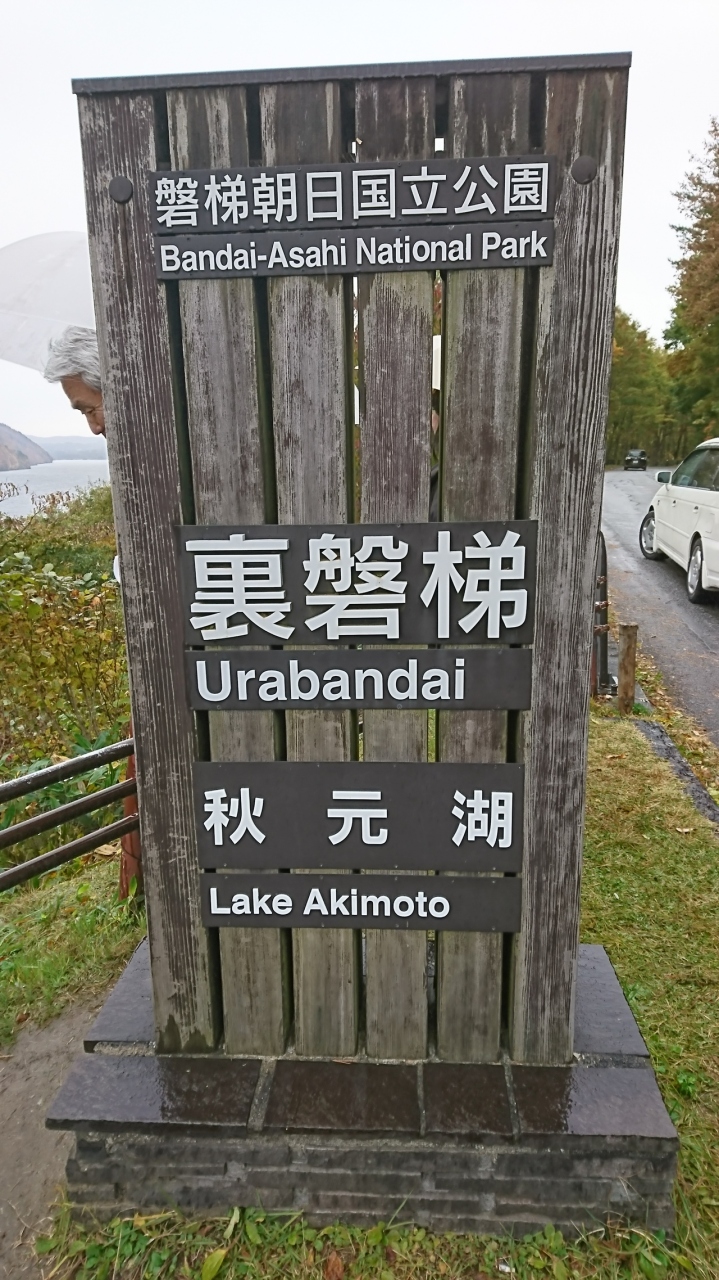 磐梯朝日国立公園
Bandai-Asahi National Park
裏磐梯
Urabandai
秋元湖
Lake Akimoto